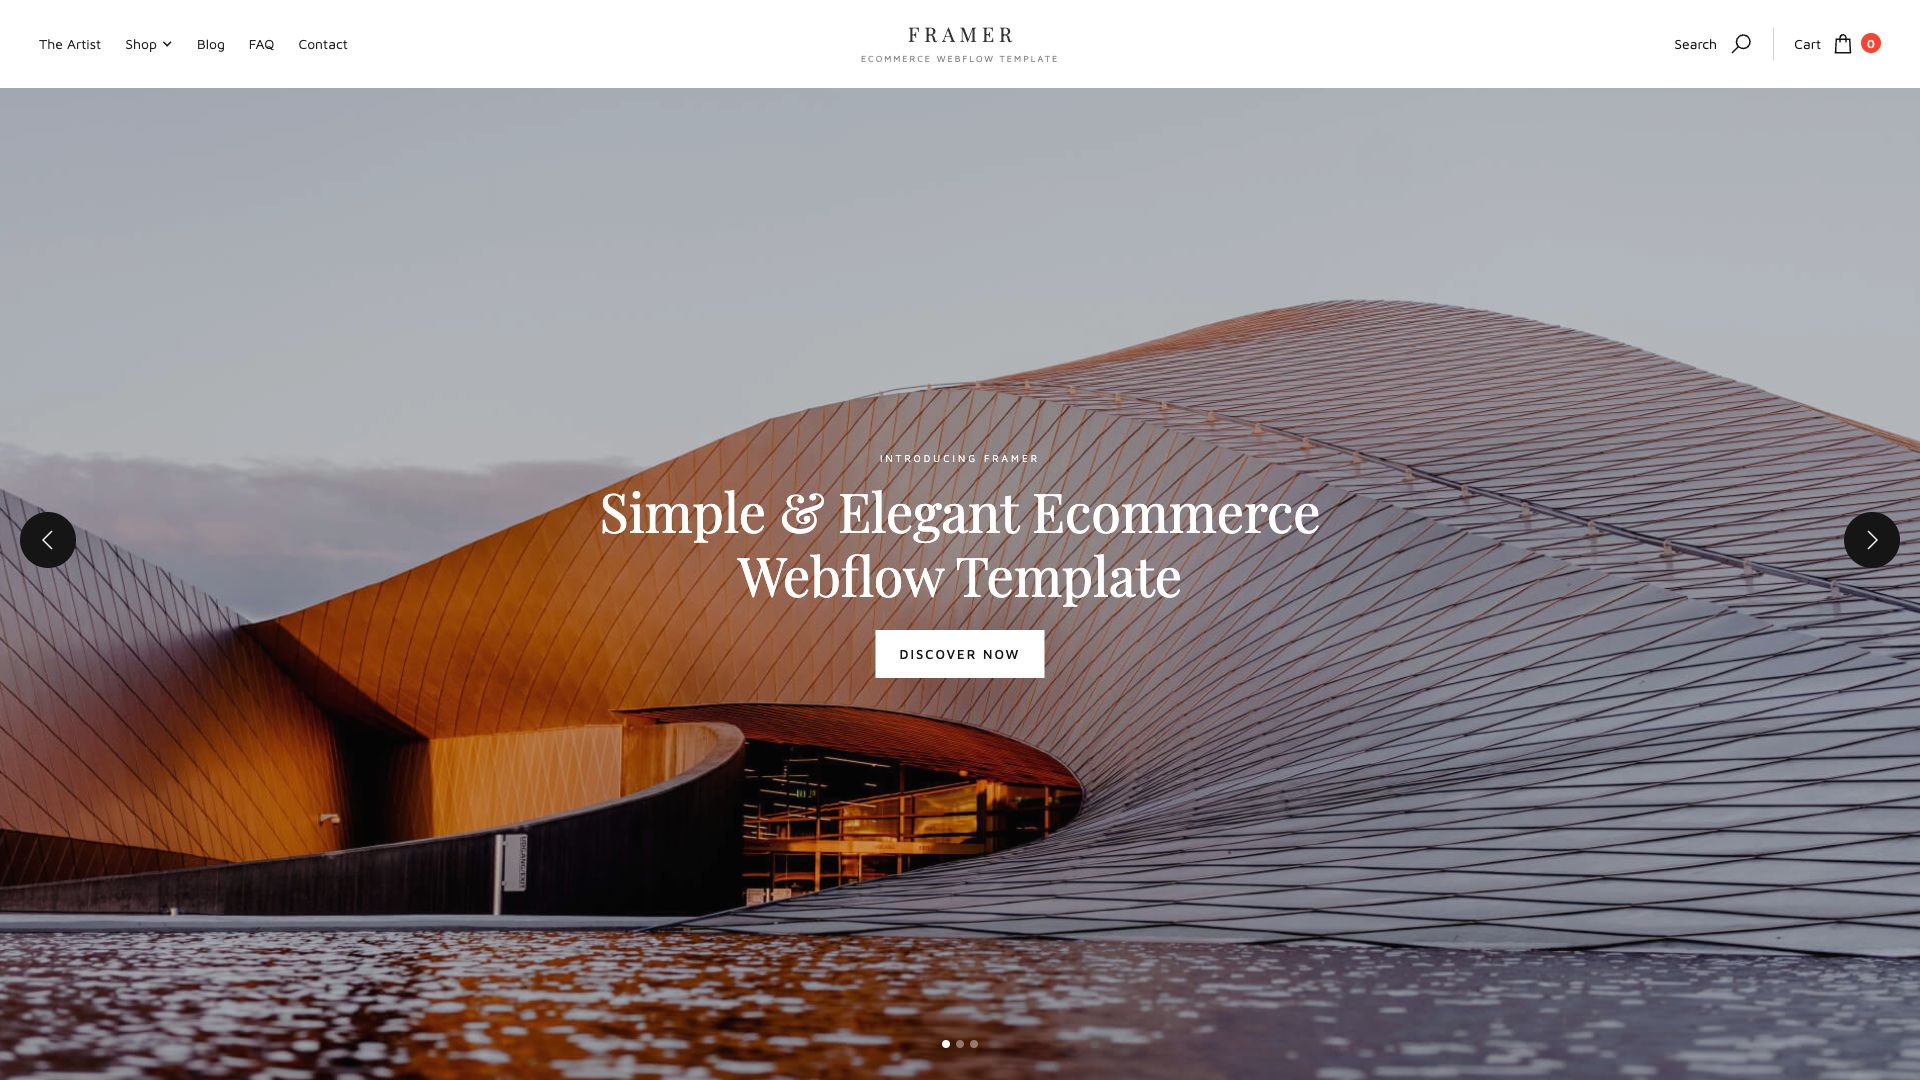 The Artist
Shop
Blog
FAQ
Contact
FRAMER
ECOMMERCE WEBFLOW TEMPLATE
Search
Cart
0
INTRODUCING FRAMER
Simple & Elegant Ecommerce
Webflow Template
DISCOVER NOW